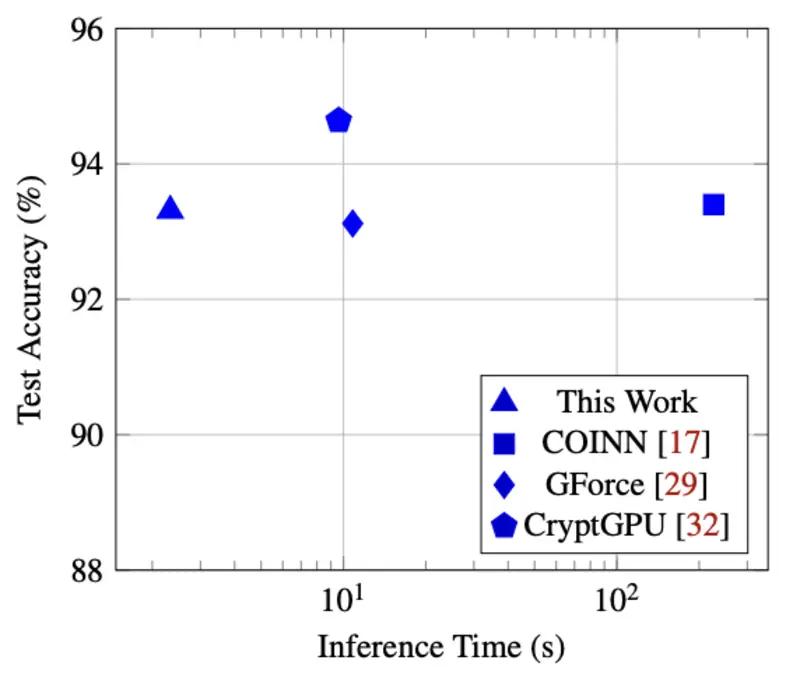 96
94
92
90
88
Test Accuracy (%)
This Work
COINN [17]
GForce [29]
CryptGPU [32]
10¹ 10²
Inference Time (s)